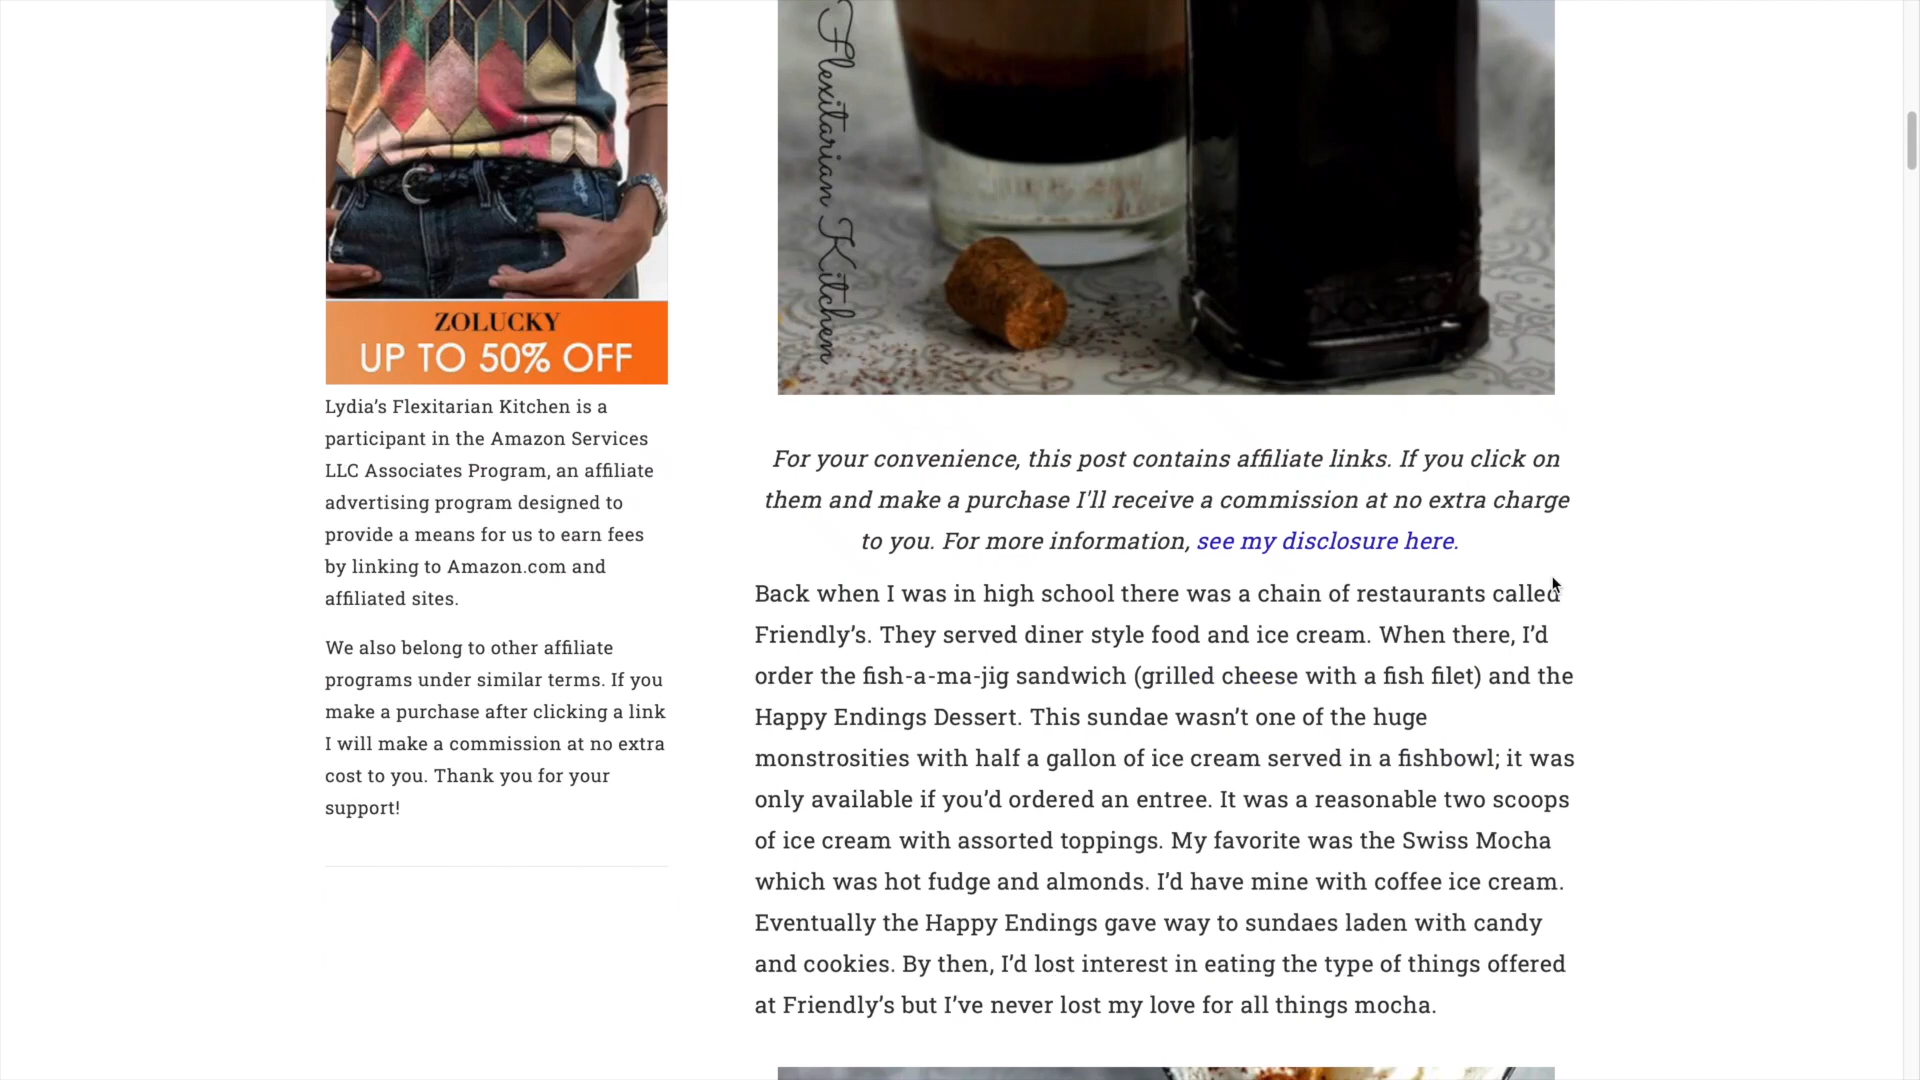 Flexitarian Kitchen
ZOLUCKY
UP TO 50% OFF
Lydia’s Flexitarian Kitchen is a
participant in the Amazon Services
LLC Associates Program, an affiliate
advertising program designed to
provide a means for us to earn fees
by linking to Amazon.com and
affiliated sites.
We also belong to other affiliate
programs under similar terms. If you
make a purchase after clicking a link
I will make a commission at no extra
cost to you. Thank you for your
support!
For your convenience, this post contains affiliate links. If you click on
them and make a purchase I'll receive a commission at no extra charge
to you. For more information, see my disclosure here.
Back when I was in high school there was a chain of restaurants called
Friendly’s. They served diner style food and ice cream. When there, I’d
order the fish-a-ma-jig sandwich (grilled cheese with a fish filet) and the
Happy Endings Dessert. This sundae wasn’t one of the huge
monstrosities with half a gallon of ice cream served in a fishbowl; it was
only available if you’d ordered an entree. It was a reasonable two scoops
of ice cream with assorted toppings. My favorite was the Swiss Mocha
which was hot fudge and almonds. I’d have mine with coffee ice cream.
Eventually the Happy Endings gave way to sundaes laden with candy
and cookies. By then, I’d lost interest in eating the type of things offered
at Friendly’s but I’ve never lost my love for all things mocha.